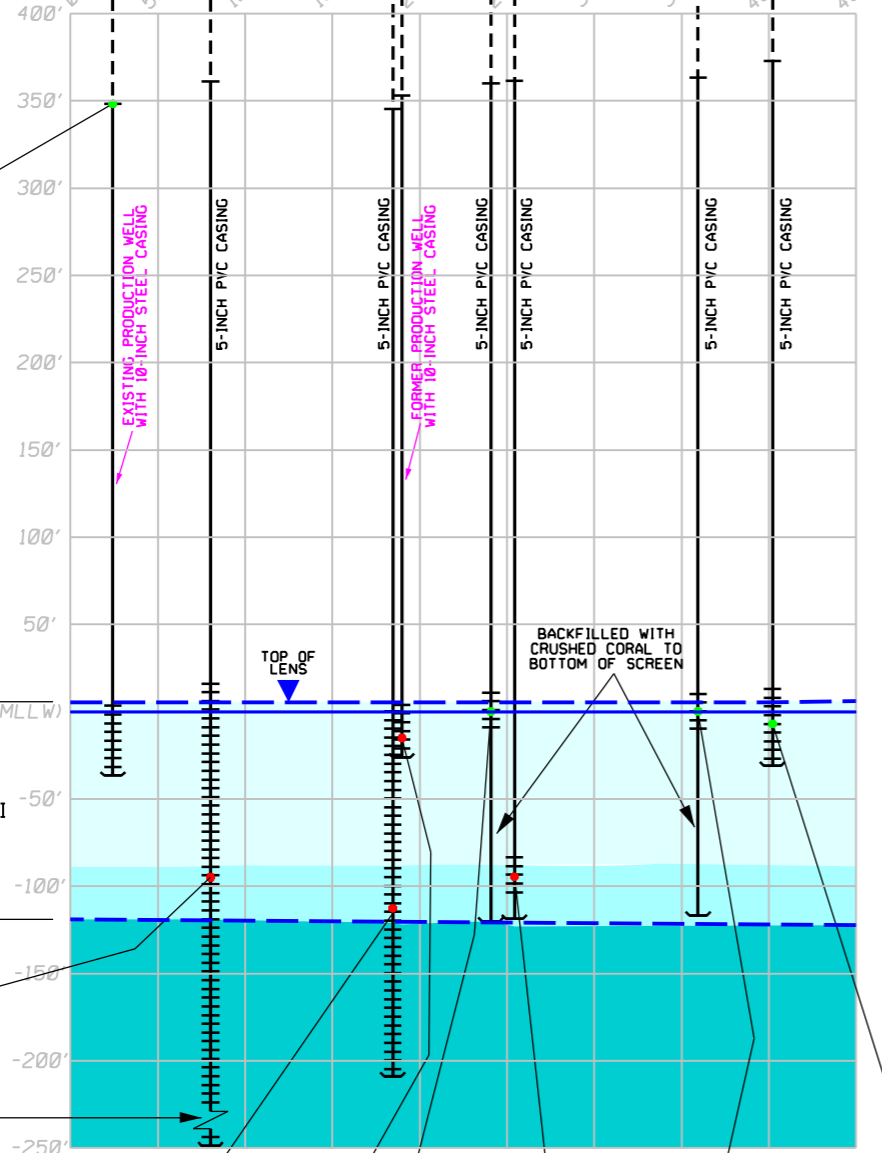 400'
350'
300'
250'
200'
150'
100'
50'
MLLW)
-50'
-100'
-150'
-200'
-250'
EXISTING PRODUCTION WELL
WITH 10-INCH STEEL CASING
5-INCH PVC CASING
5-INCH PVC CASING
FORMER PRODUCTION WELL
WITH 10-INCH STEEL CASING
5-INCH PVC CASING
5-INCH PVC CASING
5-INCH PVC CASING
5-INCH PVC CASING
TOP OF
LENS
BACKFILLED WITH
CRUSHED CORAL TO
BOTTOM OF SCREEN
I